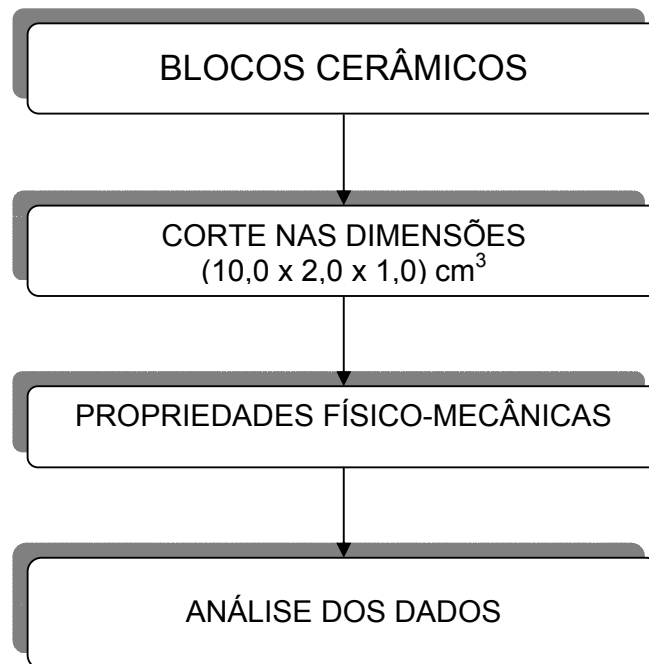 BLOCOS CERÂMICOS
CORTE NAS DIMENSÕES
(10,0 x 2,0 x 1,0) cm³
PROPRIEDADES FÍSICO-MECÂNICAS
ANÁLISE DOS DADOS